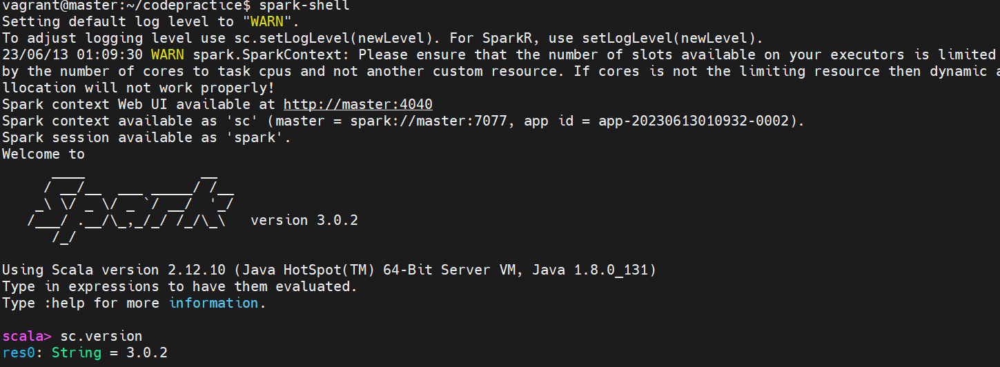 vagrant@master:~/codepractice$ spark-shell
Setting default log level to "WARN".
To adjust logging level use sc.setLogLevel(newLevel). For SparkR, use setLogLevel(newLevel).
23/06/13 01:09:30 WARN spark.SparkContext: Please ensure that the number of slots available on your executors is limited
by the number of cores to task cpus and not another custom resource. If cores is not the limiting resource then dynamic a
llocation will not work properly!
Spark context Web UI available at http://master:4040
Spark context available as 'sc' (master = spark://master:7077, app id = app-20230613010932-0002).
Spark session available as 'spark'.
Welcome to
      ____              __
     / __/__  ___ _____/ /__
    _\ \/ _ \/ _ `/ __/  '_/
   /___/ .__/\_,_/_/ /_/\_\   version 3.0.2
      /_/
Using Scala version 2.12.10 (Java HotSpot(TM) 64-Bit Server VM, Java 1.8.0_131)
Type in expressions to have them evaluated.
Type :help for more information.
scala> sc.version
res0: String = 3.0.2